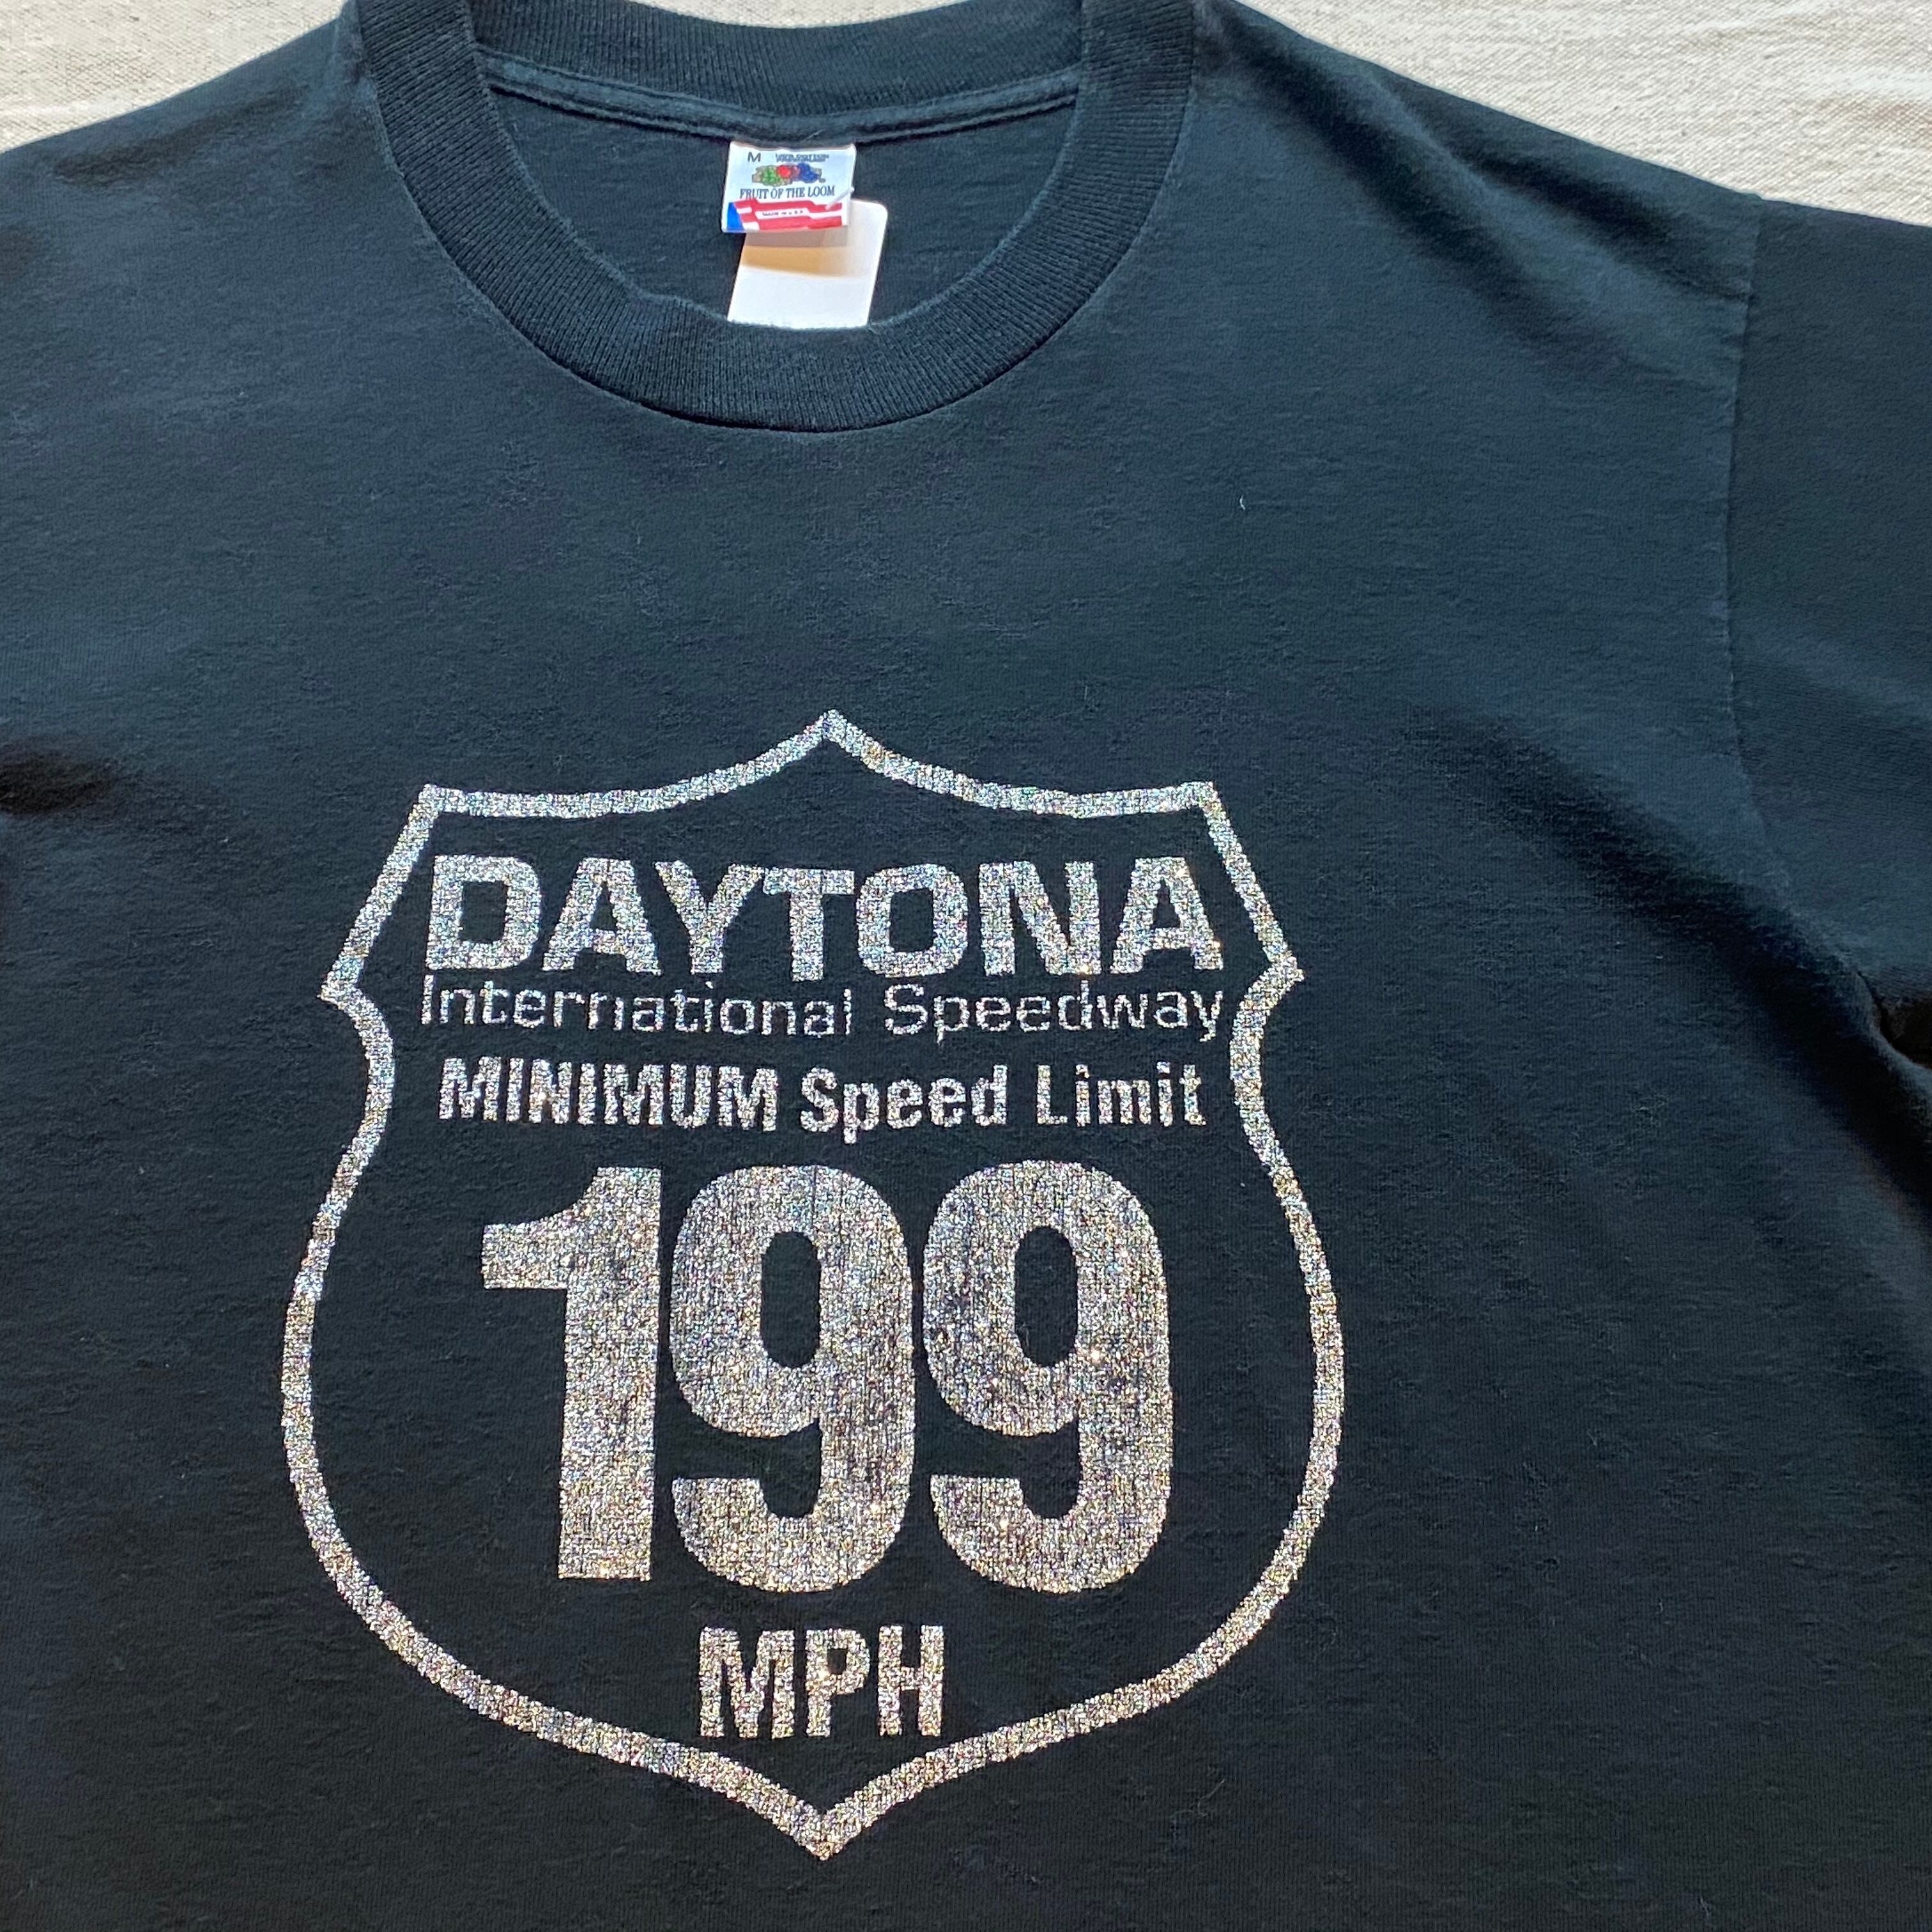 M
FRUIT OF THE LOOM
DAYTONA
International Speedway
MINIMUM Speed Limit
199
MPH